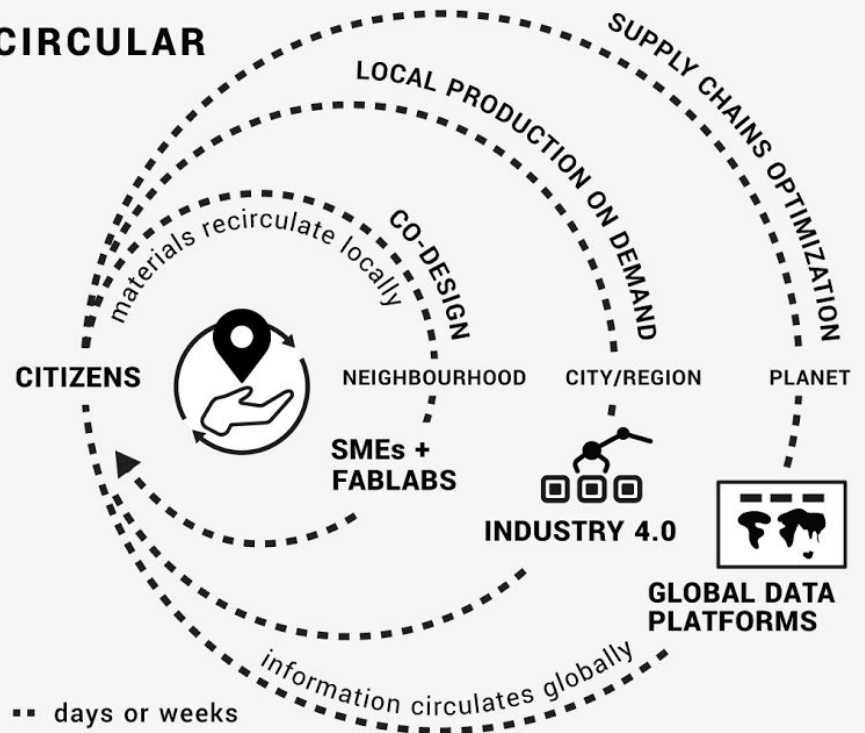 CIRCULAR
SUPPLY CHAINS OPTIMIZATION
LOCAL PRODUCTION ON DEMAND
CO-DESIGN
materials recirculate locally
CITIZENS
NEIGHBOURHOOD
CITY/REGION
PLANET
SMEs +
FABLABS
INDUSTRY 4.0
GLOBAL DATA
PLATFORMS
information circulates globally
days or weeks